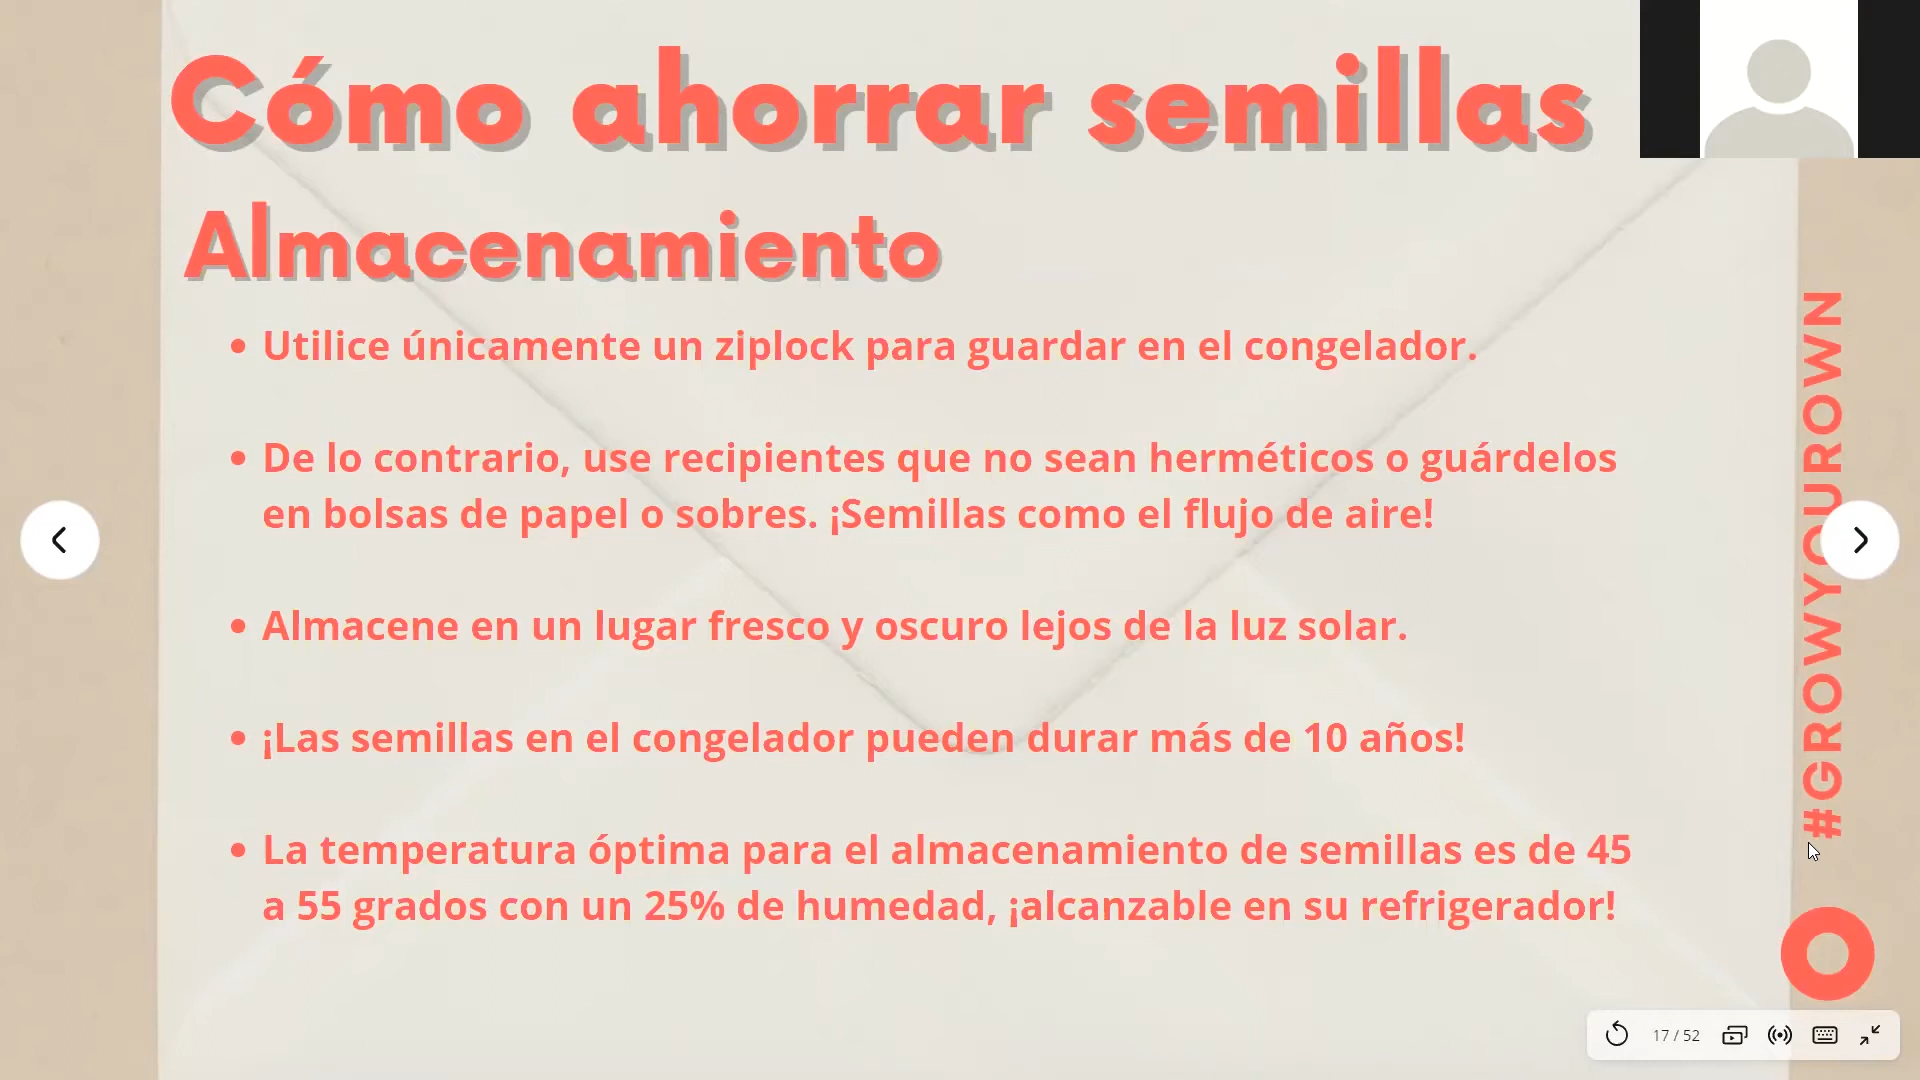 Cómo ahorrar semillas
Almacenamiento
• Utilice únicamente un ziplock para guardar en el congelador.
• De lo contrario, use recipientes que no sean herméticos o guárdelos
en bolsas de papel o sobres. ¡Semillas como el flujo de aire!
• Almacene en un lugar fresco y oscuro lejos de la luz solar.
• ¡Las semillas en el congelador pueden durar más de 10 años!
• La temperatura óptima para el almacenamiento de semillas es de 45
a 55 grados con un 25% de humedad, ¡alcanzable en su refrigerador!
#GROWYOUROWN
17 / 52